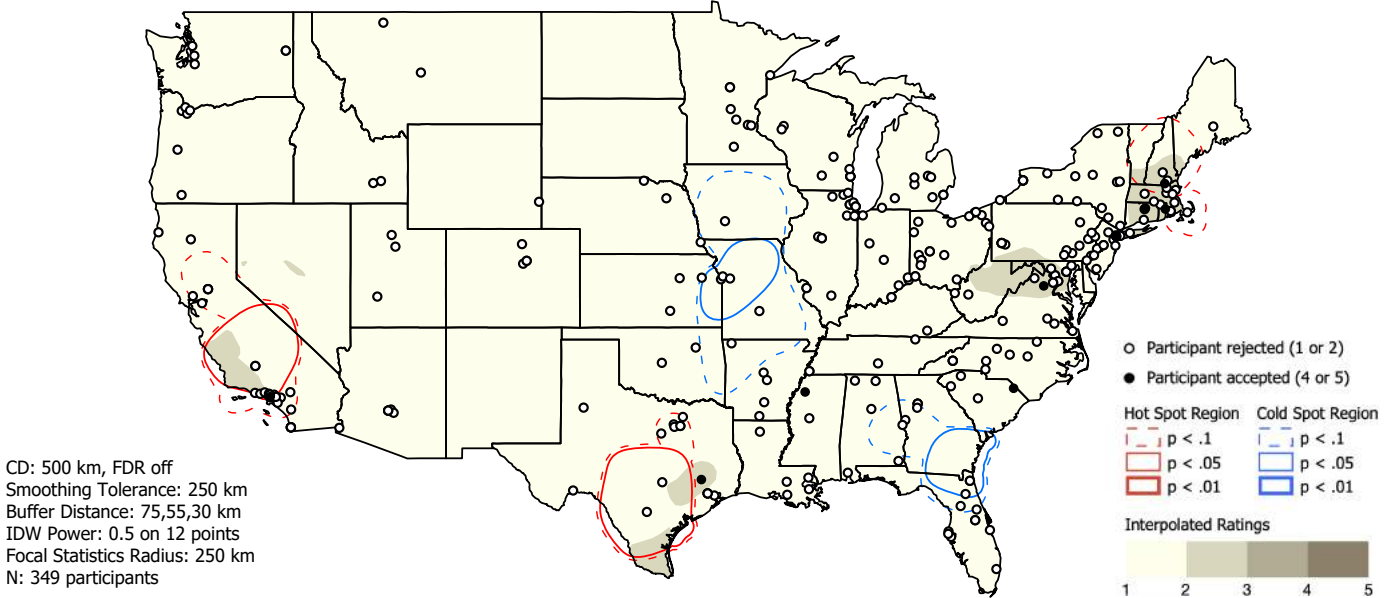 CD: 500 km, FDR off
Smoothing Tolerance: 250 km
Buffer Distance: 75,55,30 km
IDW Power: 0.5 on 12 points
Focal Statistics Radius: 250 km
N: 349 participants
Participant rejected (1 or 2)
Participant accepted (4 or 5)
Hot Spot Region Cold Spot Region
p < .1 p < .1
p < .05 p < .05
p < .01 p < .01
Interpolated Ratings
1 2 3 4 5